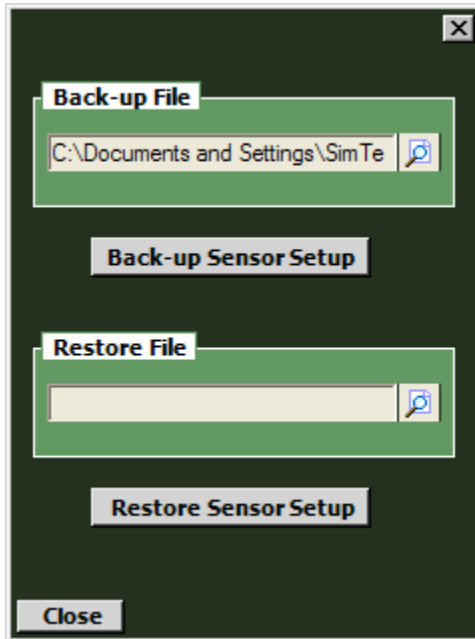 Back-up File
C:\Documents and Settings\SimTe
Back-up Sensor Setup
Restore File
Restore Sensor Setup
Close